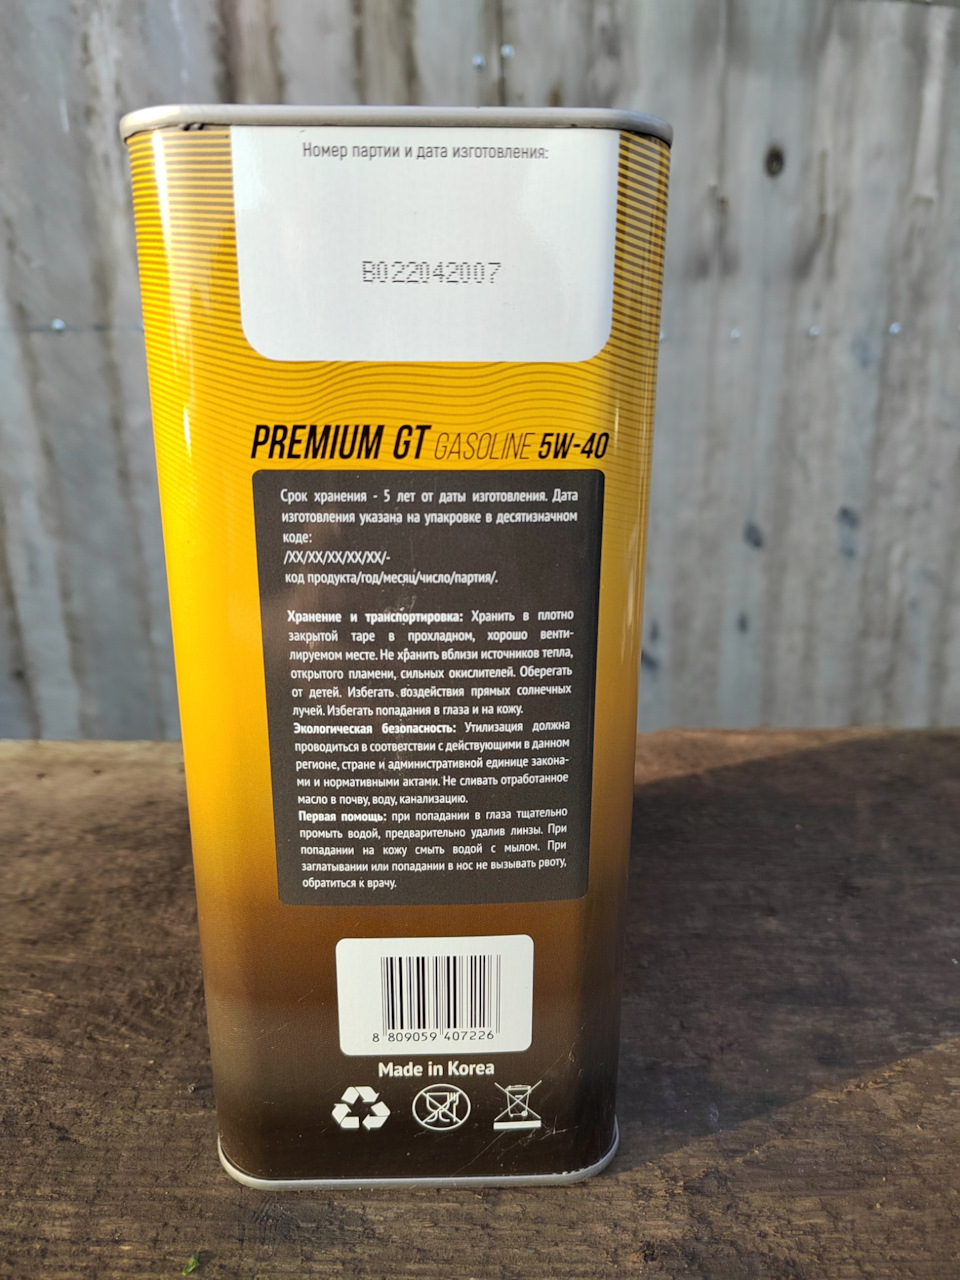 Номер партии и дата изготовления:
B022042007
PREMIUM GT GASOLINE 5W-40
Срок хранения - 5 лет от даты изготовления. Дата
изготовления указана на упакровке в десятизначном
коде:
/XX/XX/XX/XX/XX/-
код продукта/год/месяц/число/партия/.
Хранение и транспортировка: Хранить в плотно
закрытой таре в прохладном, хорошо венти-
лируемом месте. Не хранить вблизи источников тепла,
открытого пламени, сильных окислителей. Оберегать
от детей. Избегать воздействия прямых солнечных
лучей. Избегать попадания в глаза и на кожу.
Экологическая безопасность: Утилизация должна
проводиться в соответствии с действующими в данном
регионе, стране и административной единице закона-
ми и нормативными актами. Не сливать отработанное
масло в почву, воду, канализацию.
Первая помощь: при попадании в глаза тщательно
промыть водой, предварительно удалив линзы. При
попадании на кожу смыть водой с мылом. При
заглатывании или попадании в нос не вызывать рвоту,
обратиться к врачу.
8 809059 407226
Made in Korea